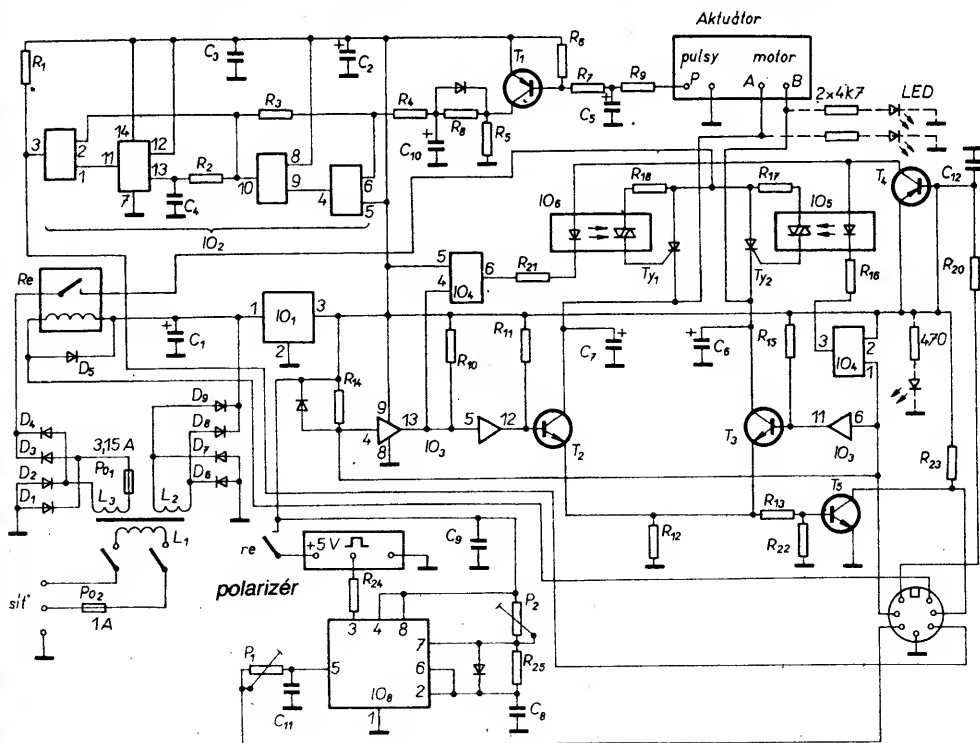 Aktuátor
pulsy motor
P A B
2×4k7 LED
R1
C3
C2
T1
R6
R7
R9
C5
14
12
3
2
1
11
13
7
R2
C4
R3
10
8
9
4
6
5
IO2
R4
R8
C10
R5
T4
C12
R18
R17
IO6
IO5
Ty1
Ty2
R16
R20
Re
D5
C1
1 IO1 3
2
5
4
IO4
6
R21
R10
R11
C7
C6
R15
3
IO4
2
1
470
R14
9
4
13
8
IO3
5
12
T2
T3
11
6
IO3
R23
D4
D3
D2
D1
3,15 A
Po1
L3
L2
D9
D8
D7
D6
L1
síť
Po2
1A
re
+5 V
polarizér
C9
R24
R12
R13
R22
T5
P2
3 4 8
7
5
6
2
1
IO8
P1
C11
R25
C8